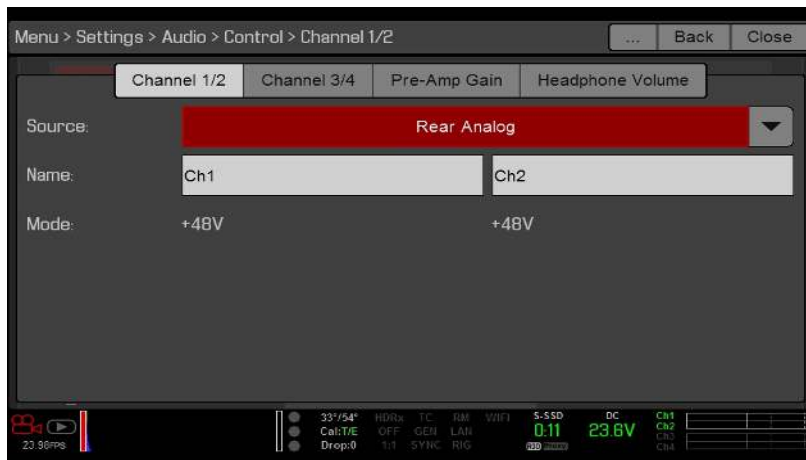 Menu > Settings > Audio > Control > Channel 1/2 ... Back Close
Channel 1/2 Channel 3/4 Pre-Amp Gain Headphone Volume
Source: Rear Analog
Name: Ch1 Ch2
Mode: +48V +48V
33°/54° HDRx TC RM WIFI S-SSD DC Ch1
Cal:T/E OFF GEN LAN 0:11 23.6V Ch2
23.98FPS Drop:0 1:1 SYNC RIG Ch3
Ch4